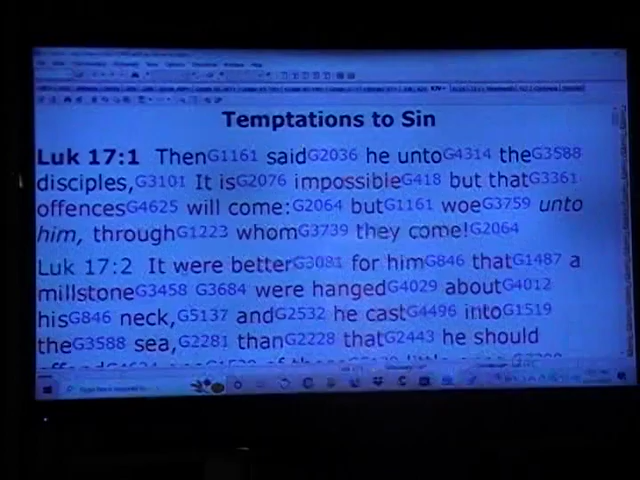 Temptations to Sin
Luk 17:1 ThenG1161 saidG2036 he untoG4314 theG3588
disciples,G3101 It isG2076 impossibleG418 but thatG3361
offencesG4625 will come:G2064 butG1161 woeG3759 unto
him, throughG1223 whomG3739 they come!G2064
Luk 17:2 It were betterG3081 for himG846 thatG1487 a
millstoneG3458 G3684 were hangedG4029 aboutG4012
hisG846 neck,G5137 andG2532 he castG4496 intoG1519
theG3588 sea,G2281 thanG2228 thatG2443 he should